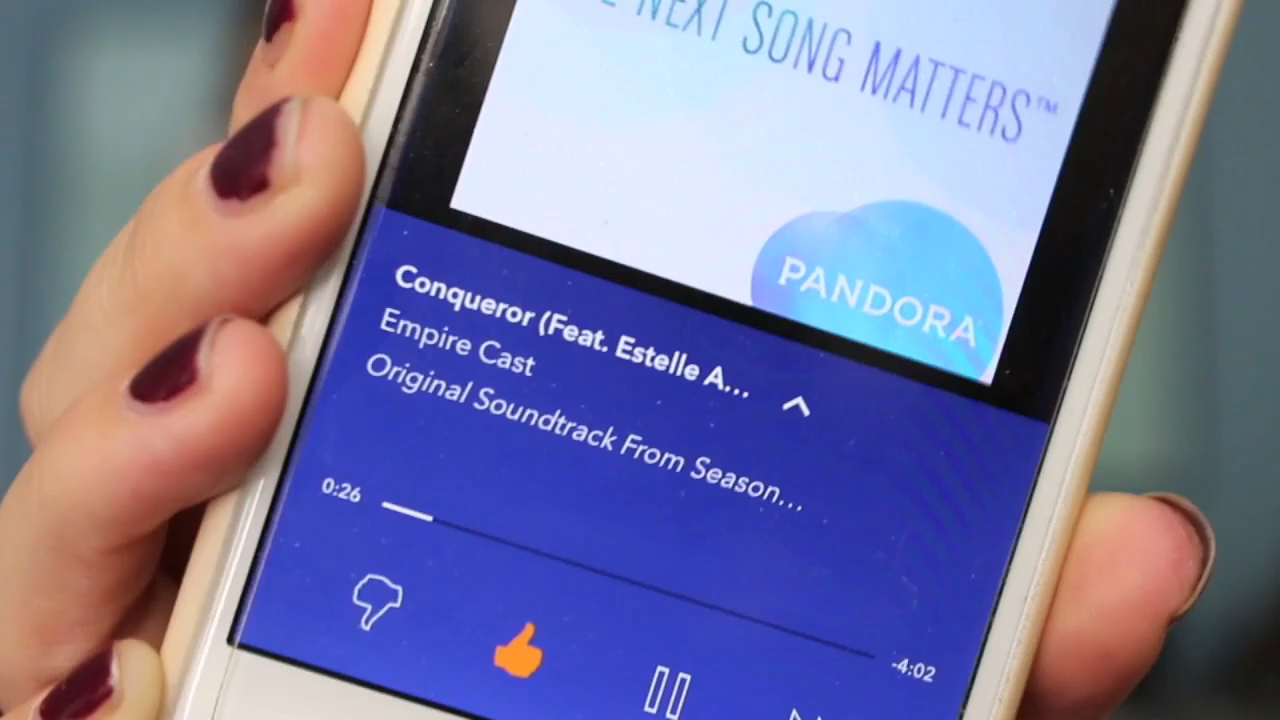 NEXT SONG MATTERS™
PANDORA
Conqueror (Feat. Estelle A...
Empire Cast
Original Soundtrack From Season...
0:26
-4:02